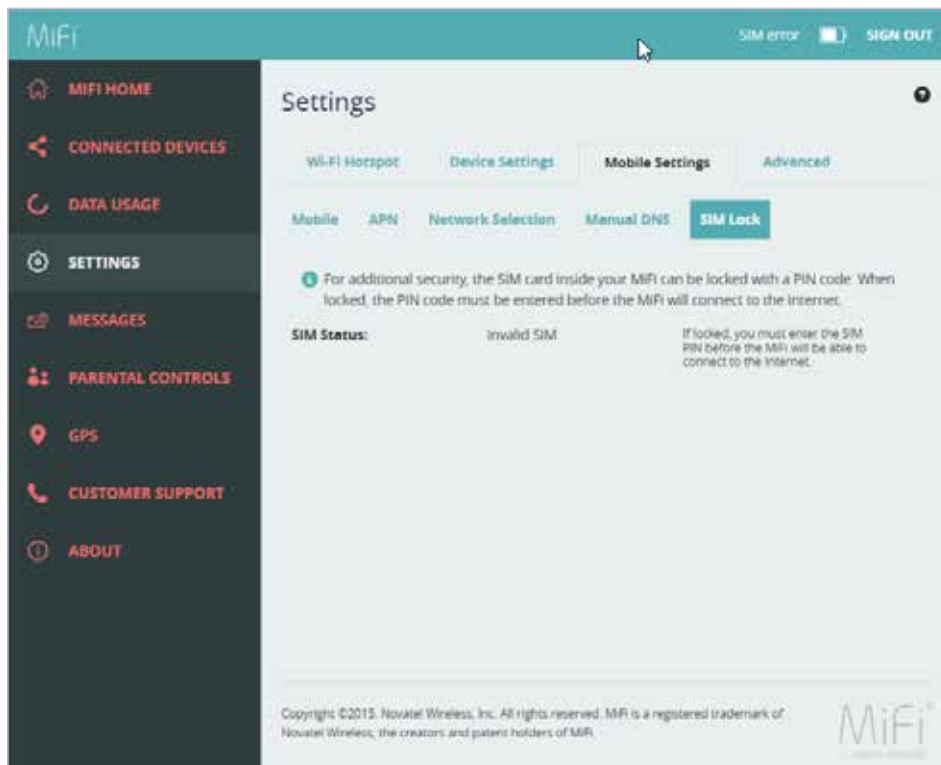 MiFi
SIM error SIGN OUT
MIFI HOME
CONNECTED DEVICES
DATA USAGE
SETTINGS
MESSAGES
PARENTAL CONTROLS
GPS
CUSTOMER SUPPORT
ABOUT
Settings
Wi-Fi Hotspot Device Settings Mobile Settings Advanced
Mobile APN Network Selection Manual DNS SIM Lock
For additional security, the SIM card inside your MiFi can be locked with a PIN code. When
locked, the PIN code must be entered before the MiFi will connect to the Internet.
SIM Status: Invalid SIM
If locked, you must enter the SIM
PIN before the MiFi will be able to
connect to the Internet.
Copyright ©2015. Novatel Wireless, Inc. All rights reserved. MiFi is a registered trademark of
Novatel Wireless, the creators and patent holders of MiFi.
MiFi